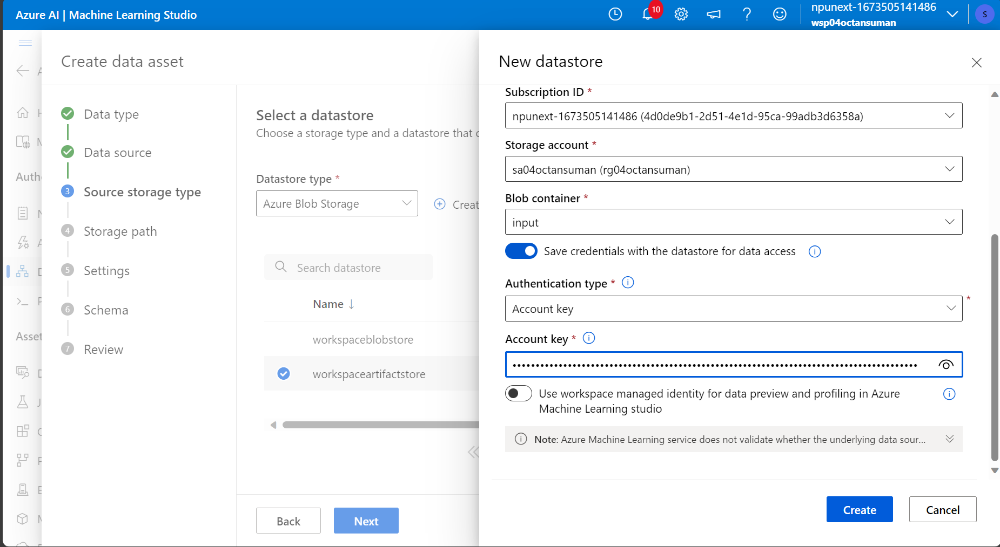 Azure AI | Machine Learning Studio
10
npunext-1673505141486
wsp04octansuman
S
Create data asset
Data type
Data source
3
Source storage type
4
Storage path
5
Settings
6
Schema
7
Review
Select a datastore
Choose a storage type and a datastore that
Datastore type *
Azure Blob Storage
Search datastore
Name
workspaceblobstore
workspaceartifactstore
Back
Next
New datastore
Subscription ID *
npunext-1673505141486 (4d0de9b1-2d51-4e1d-95ca-99adb3d6358a)
Storage account *
sa04octansuman (rg04octansuman)
Blob container *
input
Save credentials with the datastore for data access
Authentication type *
Account key
*
Account key *
Use workspace managed identity for data preview and profiling in Azure
Machine Learning studio
Note: Azure Machine Learning service does not validate whether the underlying data sour...
Create
Cancel